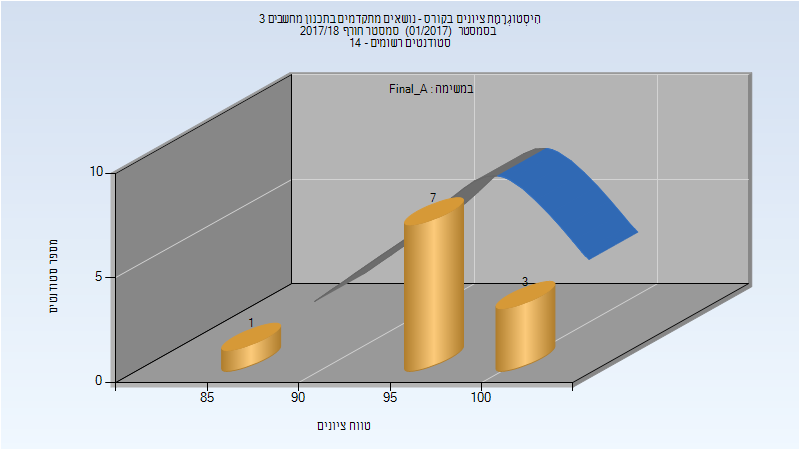 היסטוגרמת ציונים בקורס - נושאים מתקדמים בתכנון מחשבים 3
בסמסטר (01/2017) סמסטר חורף 2017/18
סטודנטים רשומים - 14
במשימה : Final_A
10
5
0
מספר סטודנטים
1
7
3
85
90
95
100
טווח ציונים